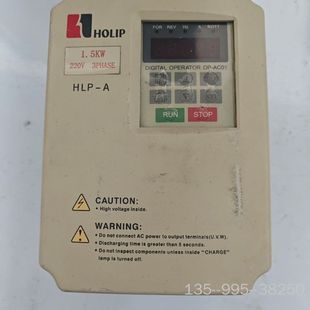 HOLIP
1.5KW
220V 3PHASE
HLP-A
FOR REV Hz A ROTT
DIGITAL OPERATOR DP-AC01
RUN STOP
CAUTION:
• High voltage inside.
WARNING:
• Do not connect AC power to output terminals(U.V.W).
• Discharging time is greater than 5 seconds.
• Do not inspect components unless inside "CHARGE"
lamp is turned off.
135-995-38250